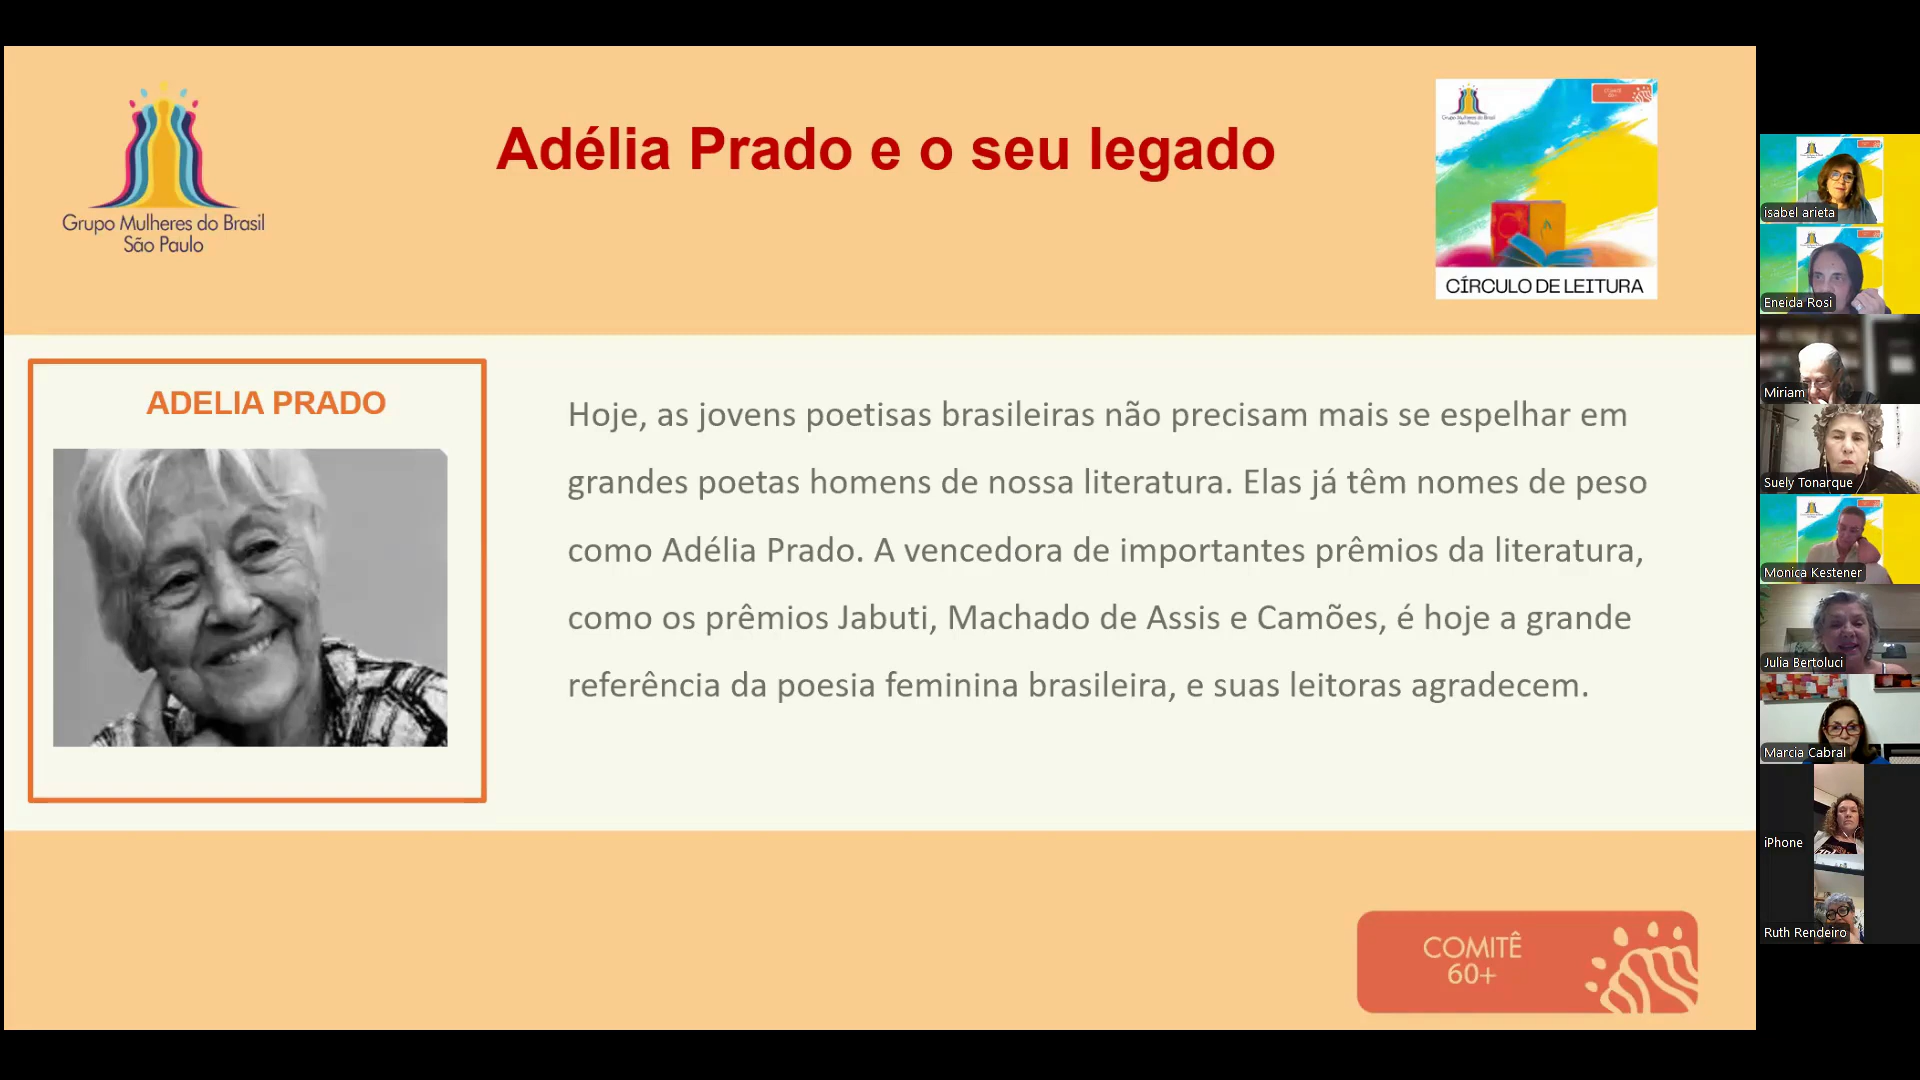 Grupo Mulheres do Brasil
São Paulo
Adélia Prado e o seu legado
CÍRCULO DE LEITURA
ADELIA PRADO
Hoje, as jovens poetisas brasileiras não precisam mais se espelhar em
grandes poetas homens de nossa literatura. Elas já têm nomes de peso
como Adélia Prado. A vencedora de importantes prêmios da literatura,
como os prêmios Jabuti, Machado de Assis e Camões, é hoje a grande
referência da poesia feminina brasileira, e suas leitoras agradecem.
COMITÊ
60+
isabel arieta
Eneida Rosi
Miriam
Suely Tonarque
Monica Kestener
Julia Bertoluci
Marcia Cabral
iPhone
Ruth Rendeiro